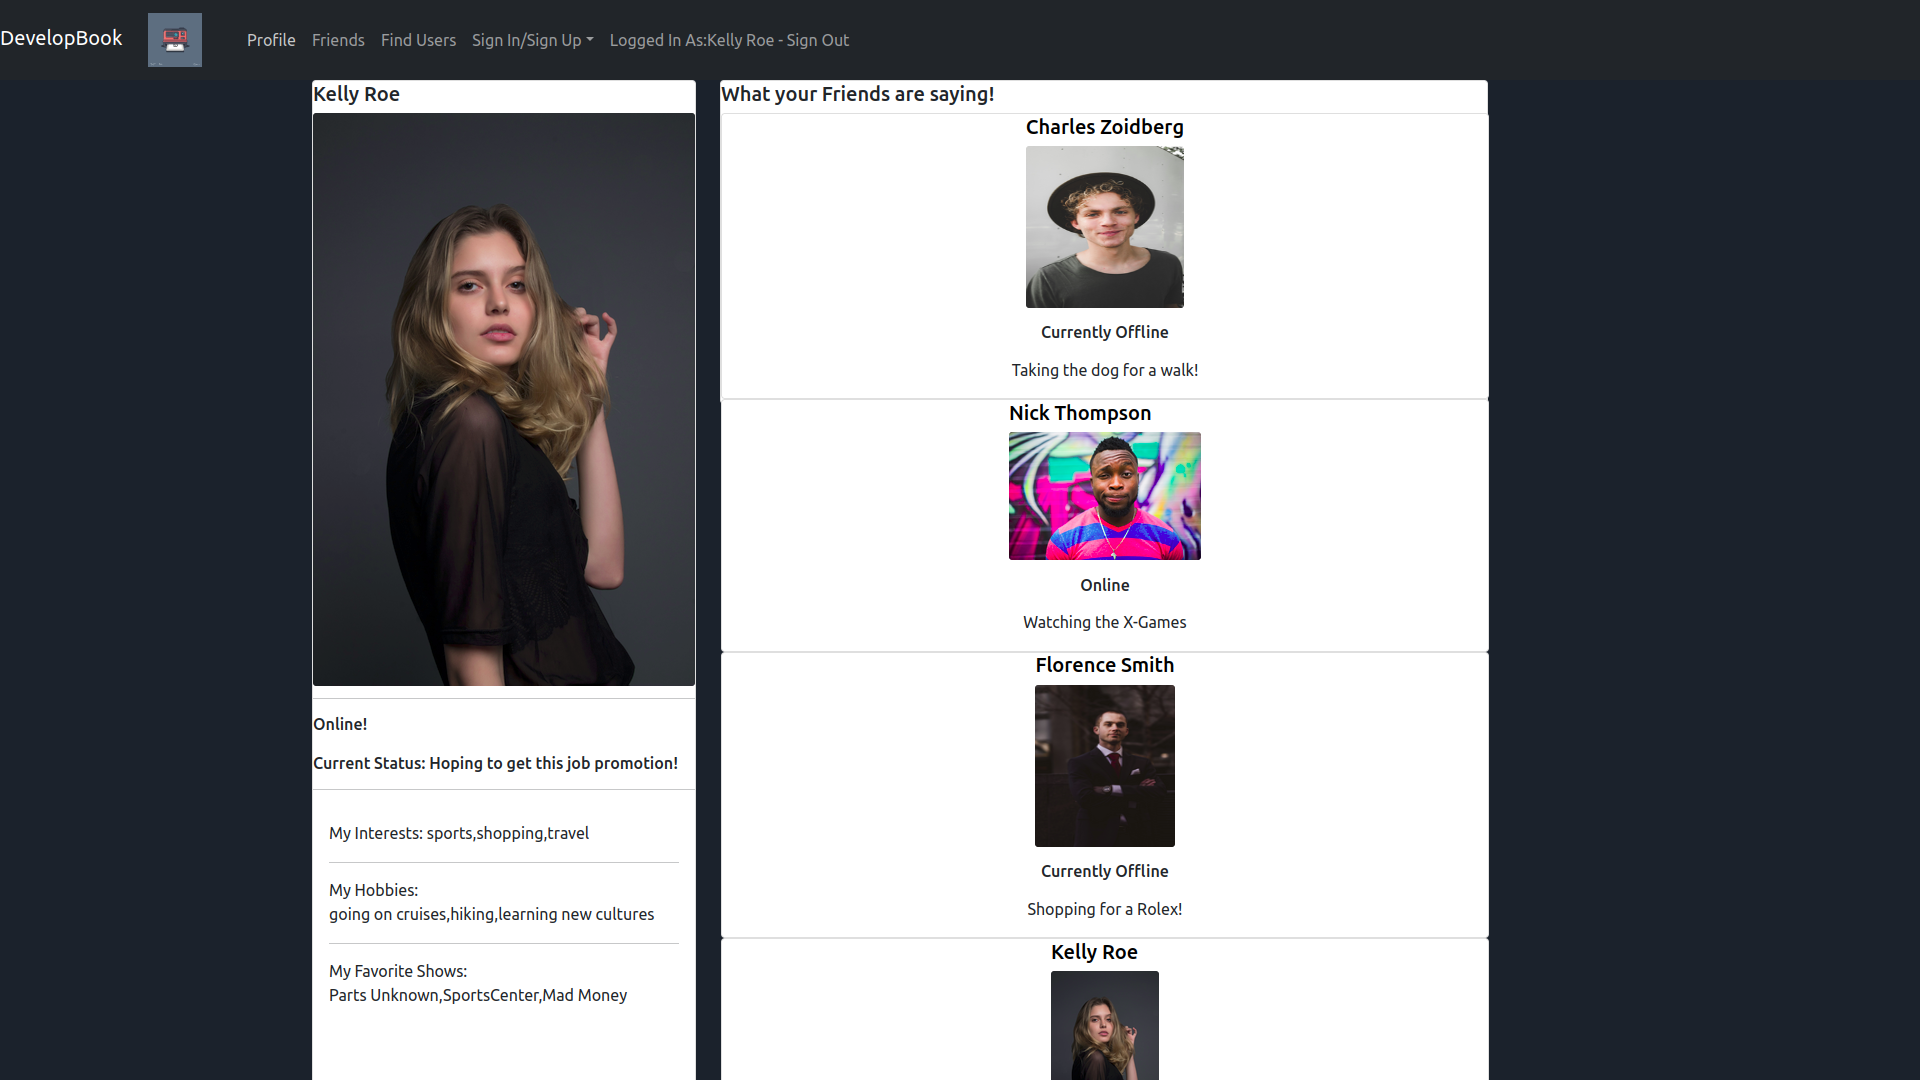 DevelopBook
Profile
Friends
Find Users
Sign In/Sign Up
Logged In As:Kelly Roe - Sign Out
Kelly Roe
Online!
Current Status: Hoping to get this job promotion!
My Interests: sports,shopping,travel
My Hobbies:
going on cruises,hiking,learning new cultures
My Favorite Shows:
Parts Unknown,SportsCenter,Mad Money
What your Friends are saying!
Charles Zoidberg
Currently Offline
Taking the dog for a walk!
Nick Thompson
Online
Watching the X-Games
Florence Smith
Currently Offline
Shopping for a Rolex!
Kelly Roe